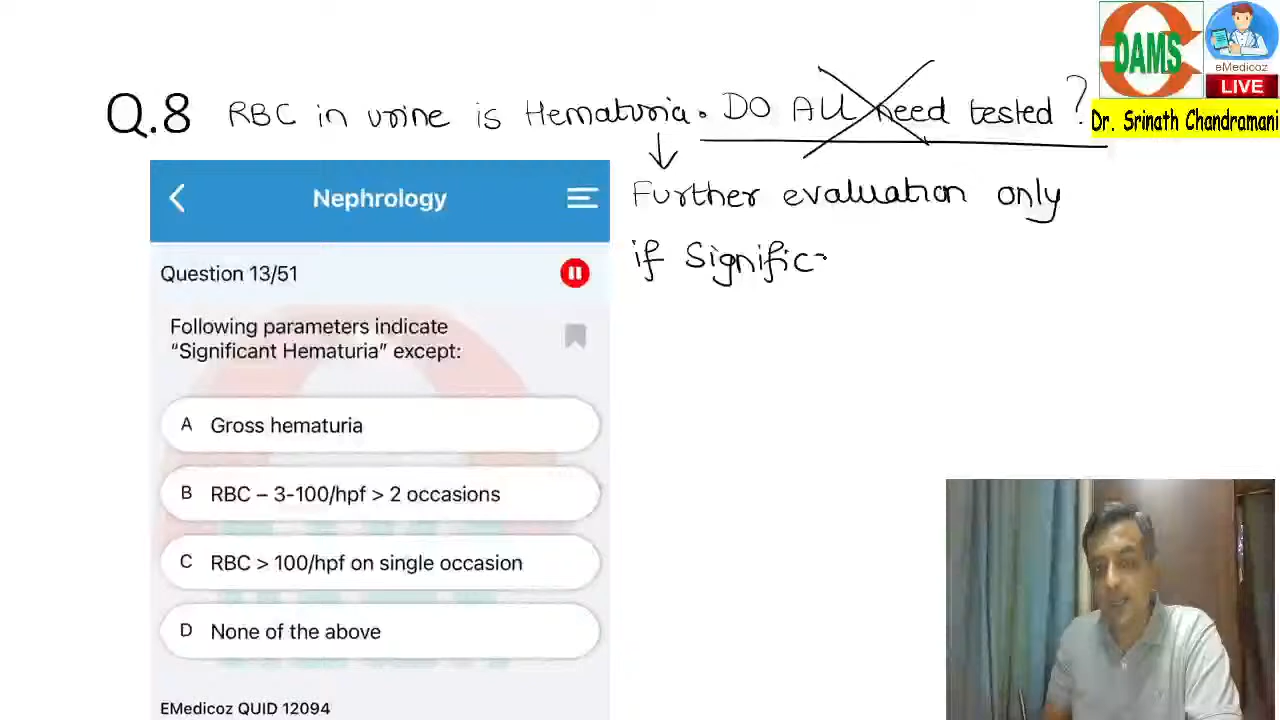 DAMS
eMedicoz
LIVE
Dr. Srinath Chandramani
Q.8 RBC in urine is Hematuria. DO All need tested?
Further evaluation only
if Signific
Nephrology
Question 13/51
Following parameters indicate
“Significant Hematuria” except:
A Gross hematuria
B RBC – 3-100/hpf > 2 occasions
C RBC > 100/hpf on single occasion
D None of the above
EMedicoz QUID 12094